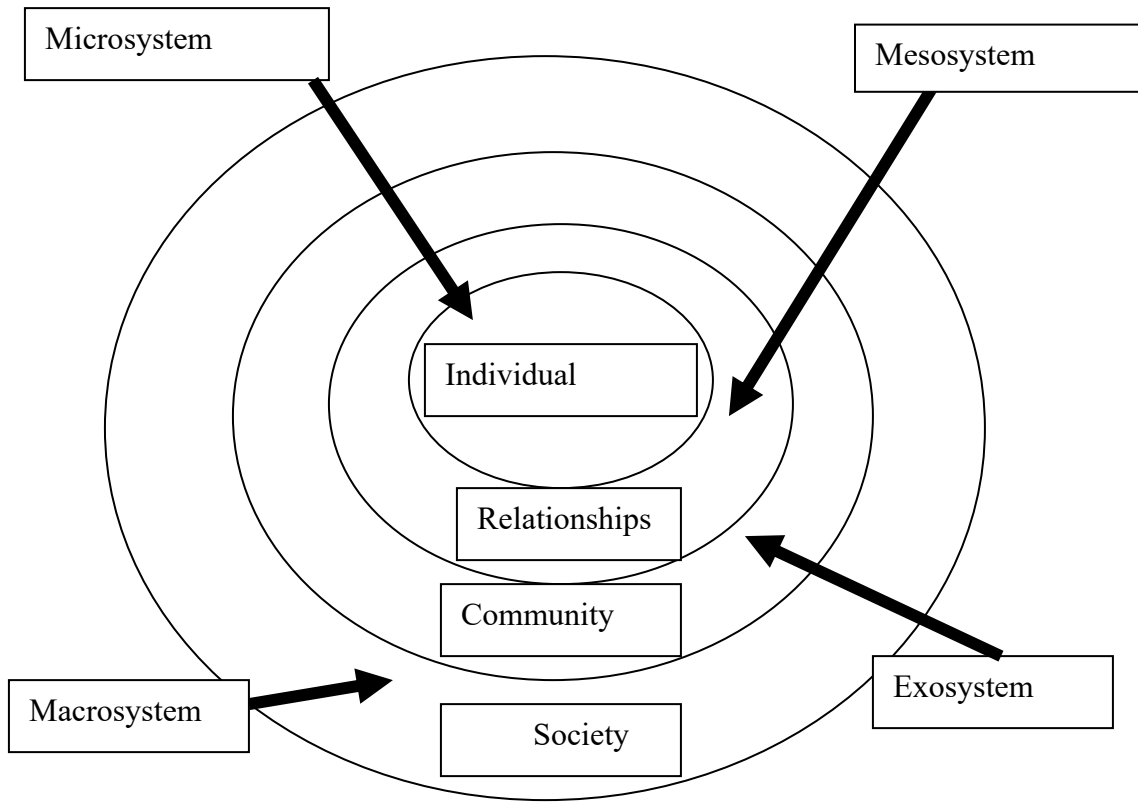 Microsystem
Mesosystem
Individual
Relationships
Community
Exosystem
Macrosystem
Society